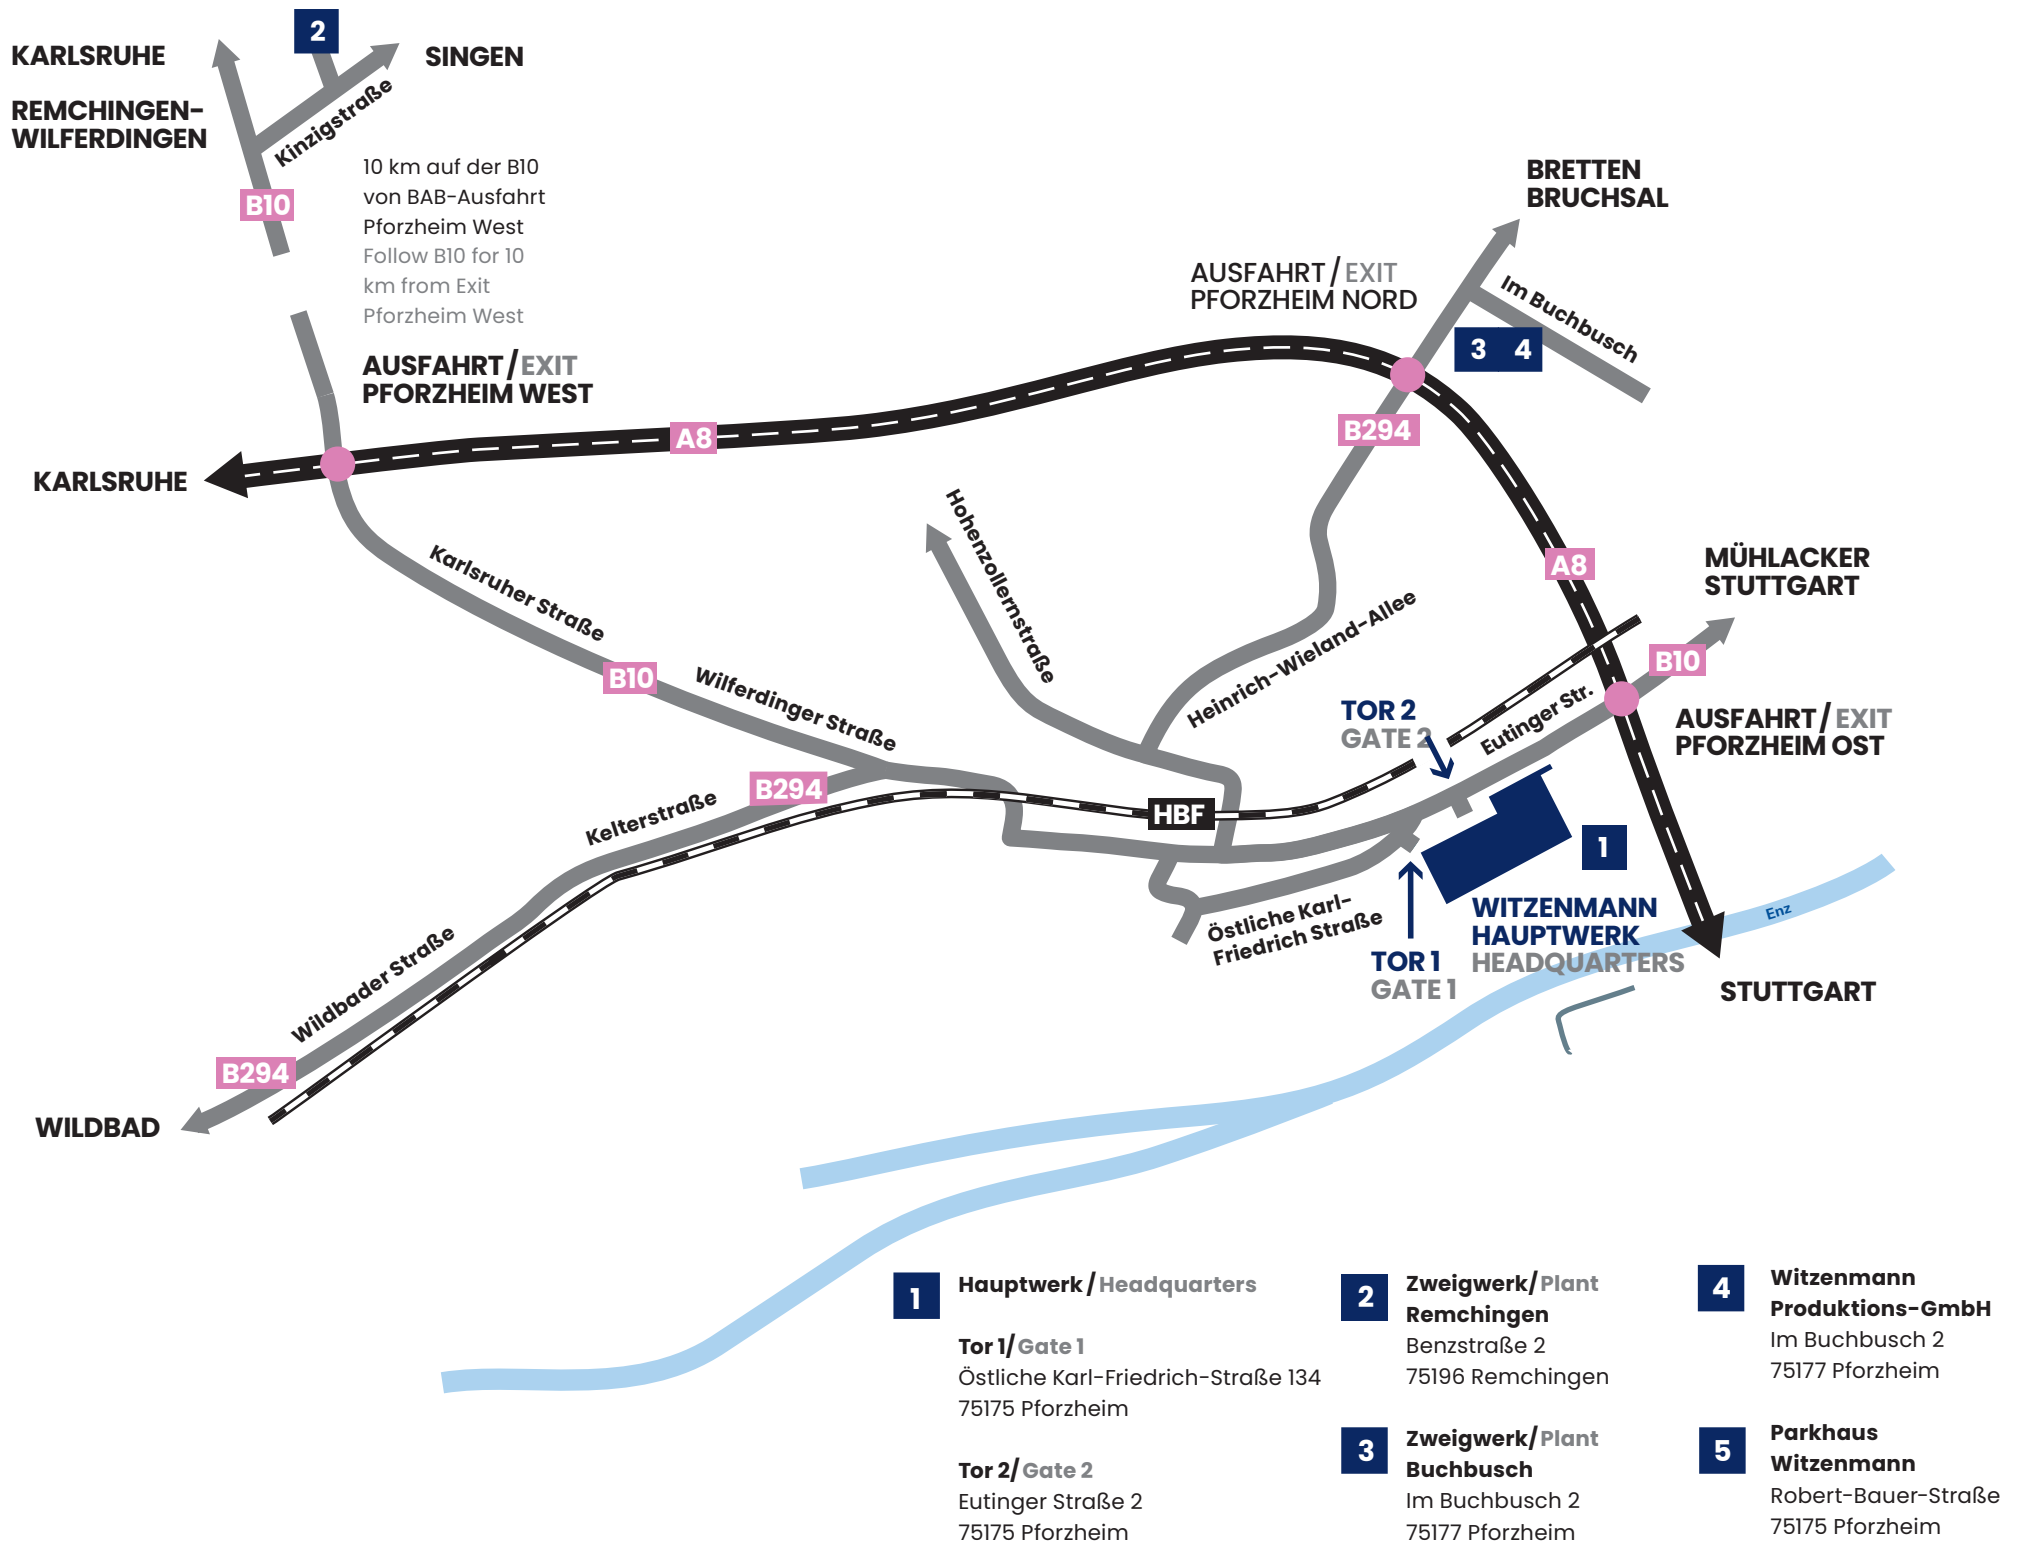 KARLSRUHE
REMCHINGEN-
WILFERDINGEN
2
SINGEN
Kinzigstraße
B10
10 km auf der B10
von BAB-Ausfahrt
Pforzheim West
Follow B10 for 10
km from Exit
Pforzheim West
AUSFAHRT/EXIT
PFORZHEIM WEST
KARLSRUHE
A8
AUSFAHRT/EXIT
PFORZHEIM NORD
BRETTEN
BRUCHSAL
Im Buchbusch
3 4
B294
Hohenzollernstraße
Karlsruher Straße
B10
Wilferdinger Straße
Heinrich-Wieland-Allee
A8
MÜHLACKER
STUTTGART
B10
Eutinger Str.
TOR 2
GATE 2
AUSFAHRT/EXIT
PFORZHEIM OST
B294
Kelterstraße
HBF
1
WITZENMANN
HAUPTWERK
HEADQUARTERS
Enz
Östliche Karl-
Friedrich Straße
TOR 1
GATE 1
STUTTGART
Wildbader Straße
B294
WILDBAD
1
Hauptwerk/Headquarters
Tor 1/Gate 1
Östliche Karl-Friedrich-Straße 134
75175 Pforzheim
Tor 2/Gate 2
Eutinger Straße 2
75175 Pforzheim
2
Zweigwerk/Plant
Remchingen
Benzstraße 2
75196 Remchingen
3
Zweigwerk/Plant
Buchbusch
Im Buchbusch 2
75177 Pforzheim
4
Witzenmann
Produktions-GmbH
Im Buchbusch 2
75177 Pforzheim
5
Parkhaus
Witzenmann
Robert-Bauer-Straße
75175 Pforzheim